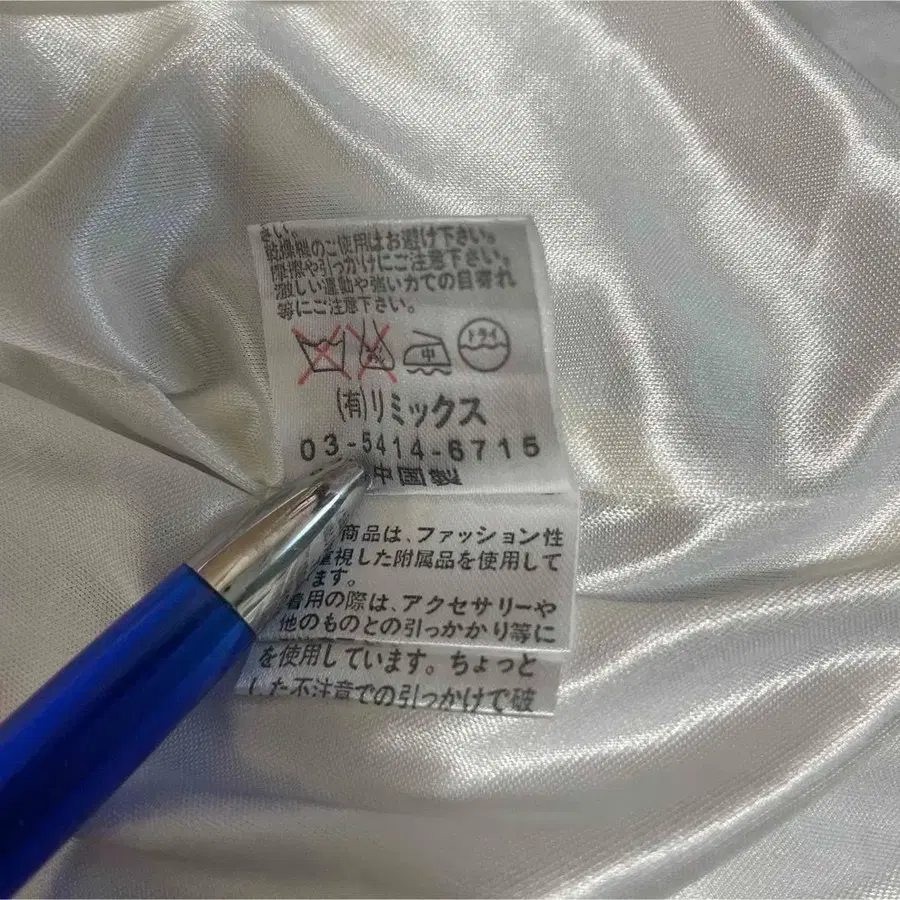 さい。
乾燥機のご使用はお避け下さい。
摩擦や引っかけにご注意下さい。
激しい運動や強い力での目寄れ
等にご注意下さい。
中 ドライ
(有)リミックス
03-5414-6715
中国製
商品は、ファッション性
重視した附属品を使用して
ます。
着用の際は、アクセサリーや
他のものとの引っかかり等に
を使用しています。ちょっと
した不注意での引っかけで破